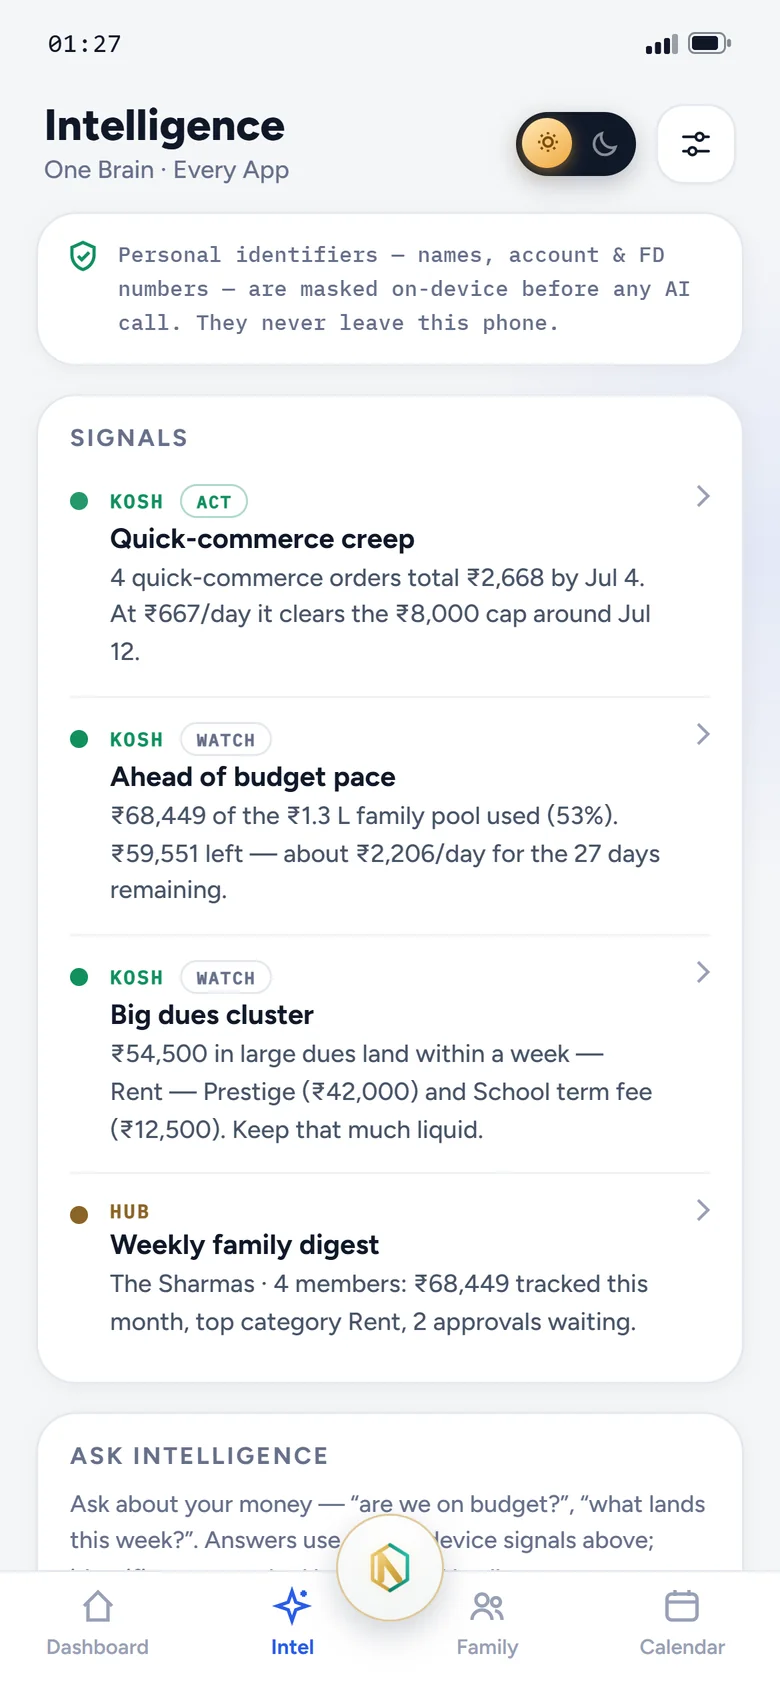 01:27
Intelligence
One Brain · Every App
Personal identifiers — names, account & FD
numbers — are masked on-device before any AI
call. They never leave this phone.
SIGNALS
KOSH ACT
Quick-commerce creep
4 quick-commerce orders total ₹2,668 by Jul 4.
At ₹667/day it clears the ₹8,000 cap around Jul
12.
KOSH WATCH
Ahead of budget pace
₹68,449 of the ₹1.3 L family pool used (53%).
₹59,551 left — about ₹2,206/day for the 27 days
remaining.
KOSH WATCH
Big dues cluster
₹54,500 in large dues land within a week —
Rent — Prestige (₹42,000) and School term fee
(₹12,500). Keep that much liquid.
HUB
Weekly family digest
The Sharmas · 4 members: ₹68,449 tracked this
month, top category Rent, 2 approvals waiting.
ASK INTELLIGENCE
Ask about your money — “are we on budget?”, “what lands
this week?”. Answers use device signals above;
Dashboard
Intel
Family
Calendar